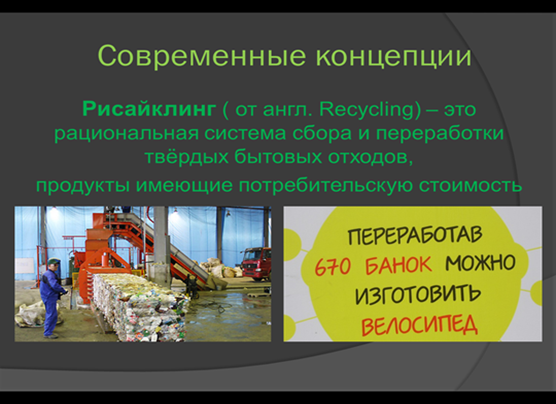 Современные концепции
Рисайклинг ( от англ. Recycling) – это
рациональная система сбора и переработки
твёрдых бытовых отходов,
продукты имеющие потребительскую стоимость
ПЕРЕРАБОТАВ
670 БАНОК МОЖНО
ИЗГОТОВИТЬ
ВЕЛОСИПЕД